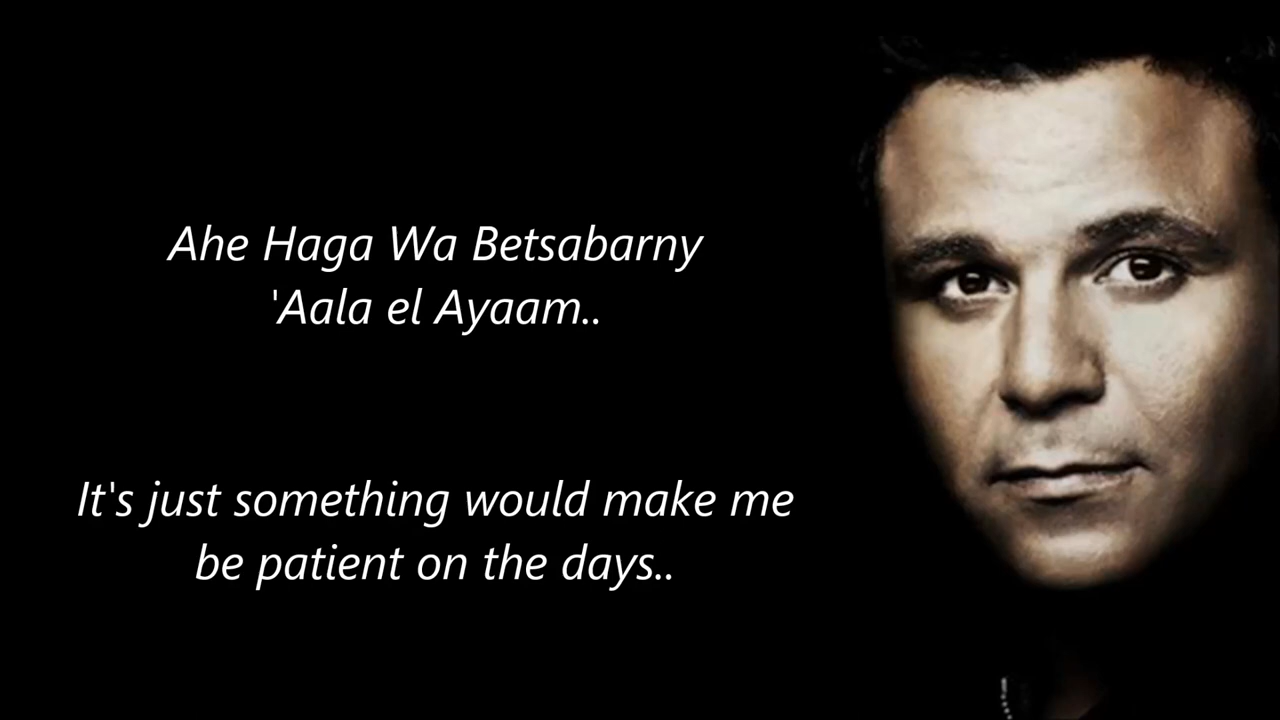 Ahe Haga Wa Betsabarny
'Aala el Ayaam..
It's just something would make me
be patient on the days..